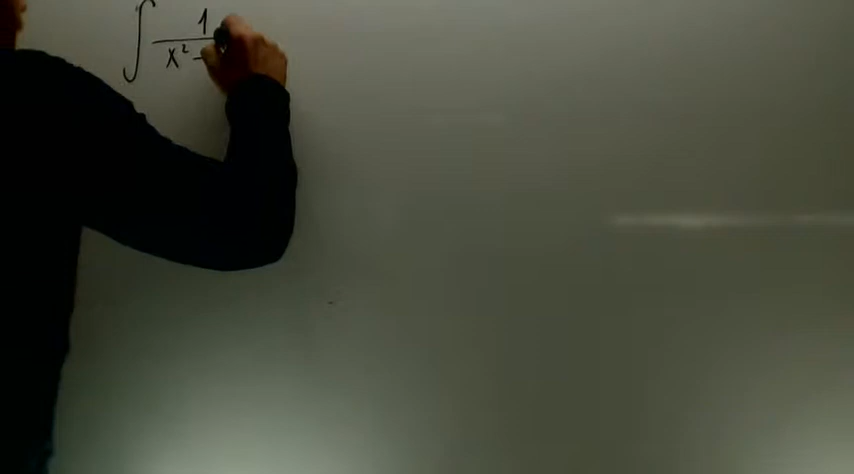 ∫ 1 / x² -